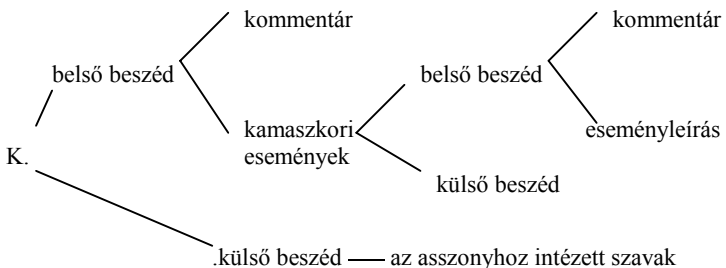 kommentár
kommentár
belső beszéd
belső beszéd
kamaszkori
események
eseményleírás
K.
külső beszéd
.külső beszéd — az asszonyhoz intézett szavak